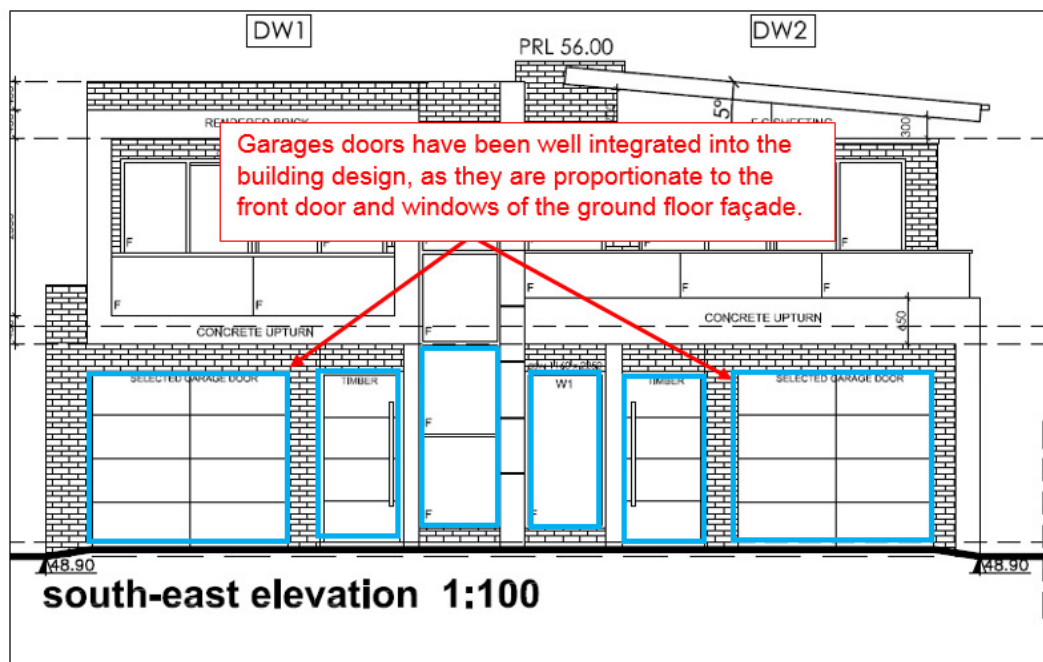 DW1
DW2
PRL 56.00
5°
RENDERED BRICK
F C SHEETING
300
Garages doors have been well integrated into the
building design, as they are proportionate to the
front door and windows of the ground floor façade.
F
F
F
F
F
F
F
F
F
F
CONCRETE UPTURN
CONCRETE UPTURN
650
F
SELECTED GARAGE DOOR
TIMBER
W1
TIMBER
SELECTED GARAGE DOOR
F
F
F
48.90
48.90
south-east elevation 1:100